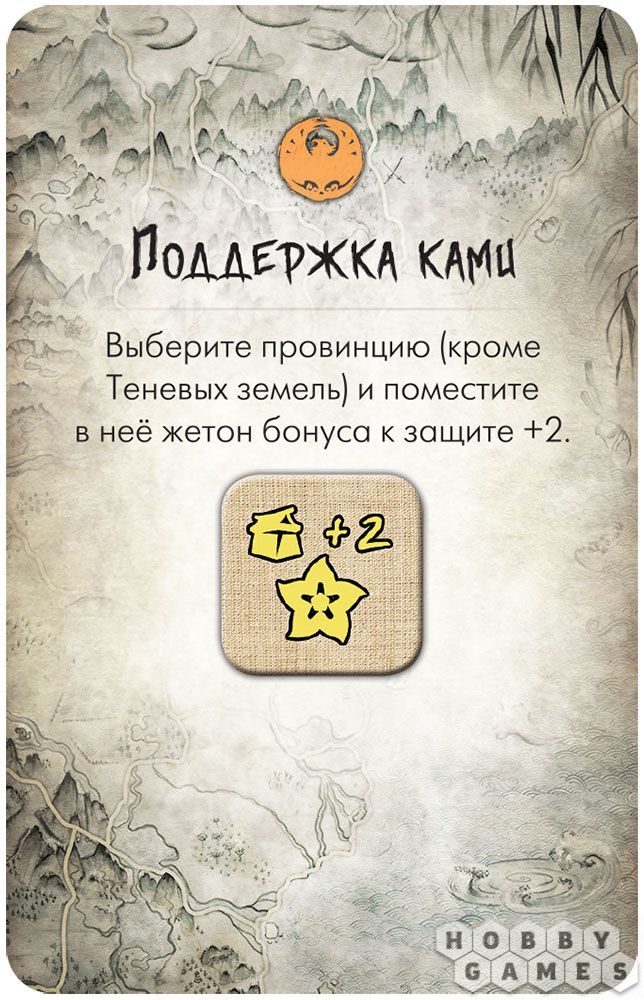 Поддержка ками
Выберите провинцию (кроме
Теневых земель) и поместите
в неё жетон бонуса к защите +2.
+2
HOBBY
GAMES